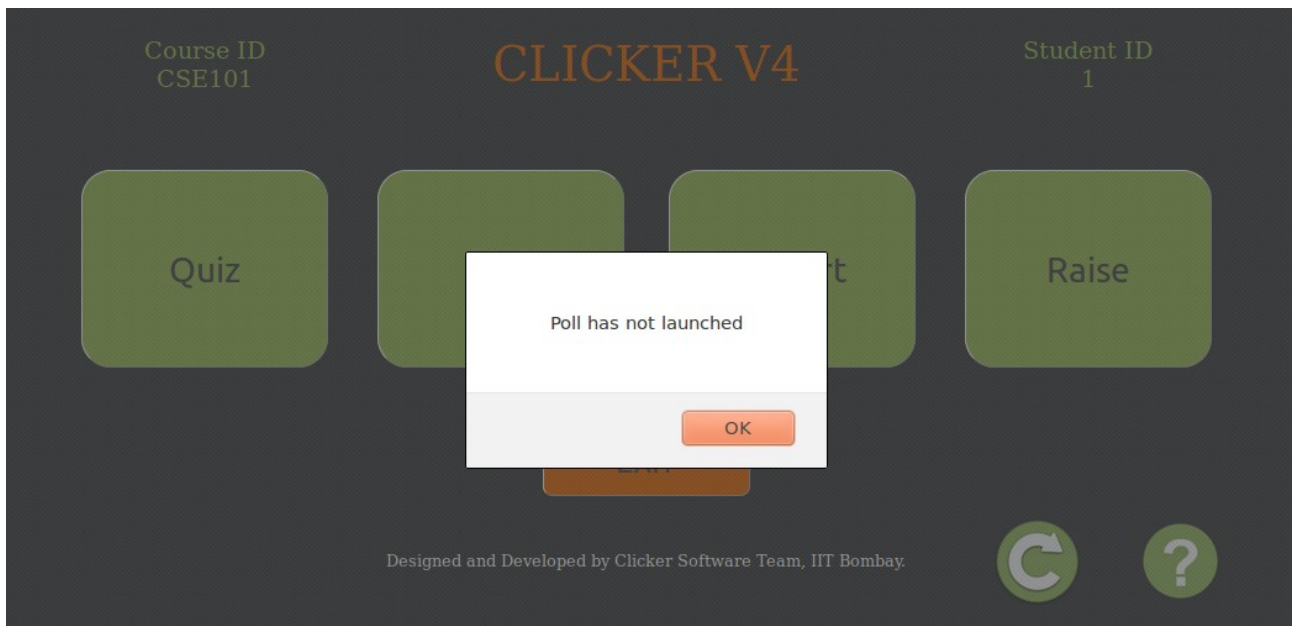 Course ID
CSE101
CLICKER V4
Student ID
1
Quiz
Raise
Poll has not launched
OK
Designed and Developed by Clicker Software Team, IIT Bombay.
?